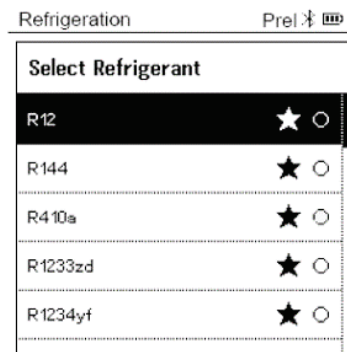 Refrigeration Prel
Select Refrigerant
R12
R144
R410a
R1233zd
R1234yf